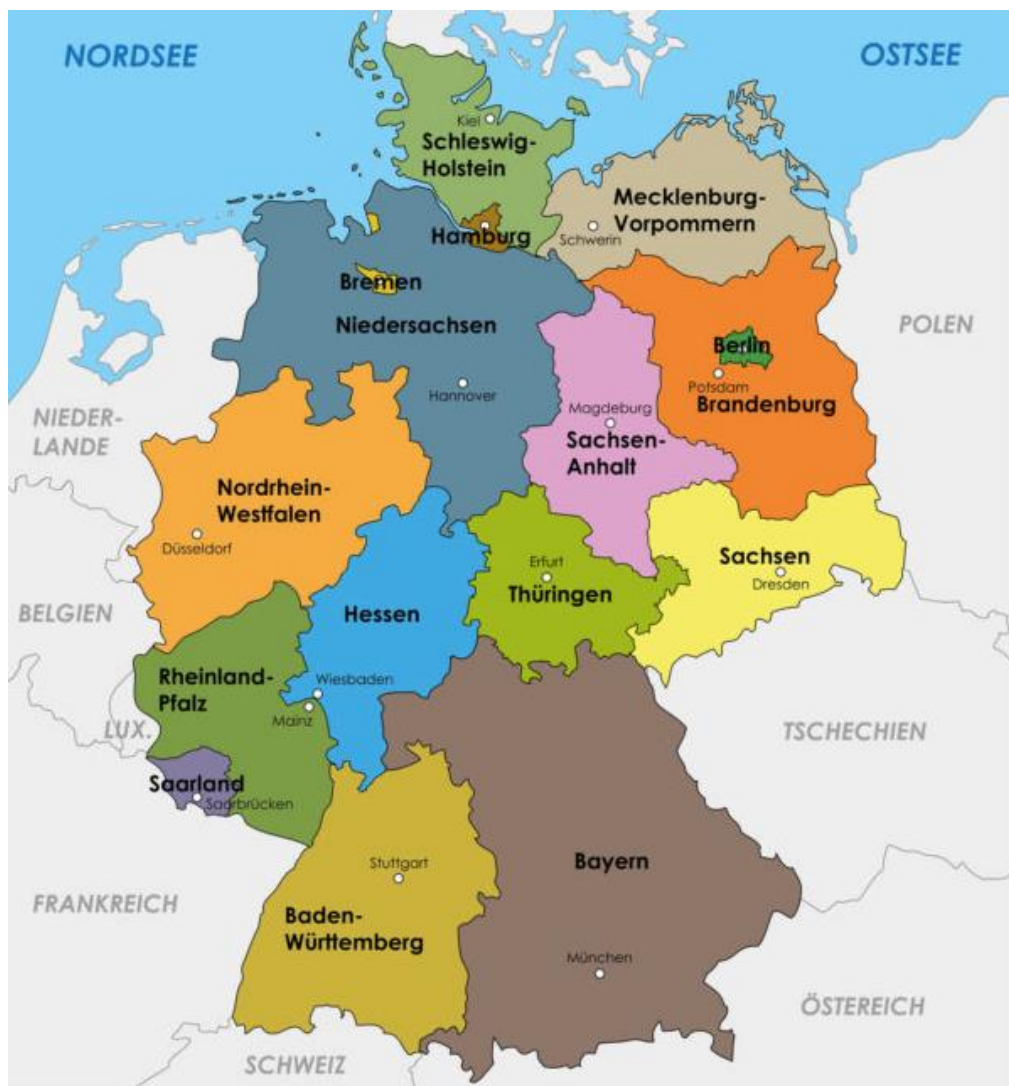 NORDSEE
OSTSEE
Kiel
Schleswig-
Holstein
Mecklenburg-
Vorpommern
Schwerin
Hamburg
Bremen
Niedersachsen
Hannover
Berlin
Potsdam
Brandenburg
POLEN
NIEDER-
LANDE
Magdeburg
Sachsen-
Anhalt
Nordrhein-
Westfalen
Düsseldorf
Sachsen
Dresden
Erfurt
Thüringen
Hessen
BELGIEN
Rheinland-
Pfalz
Wiesbaden
Mainz
LUX.
TSCHECHIEN
Saarland
Saarbrücken
Stuttgart
Bayern
FRANKREICH
Baden-
Württemberg
München
ÖSTEREICH
SCHWEIZ